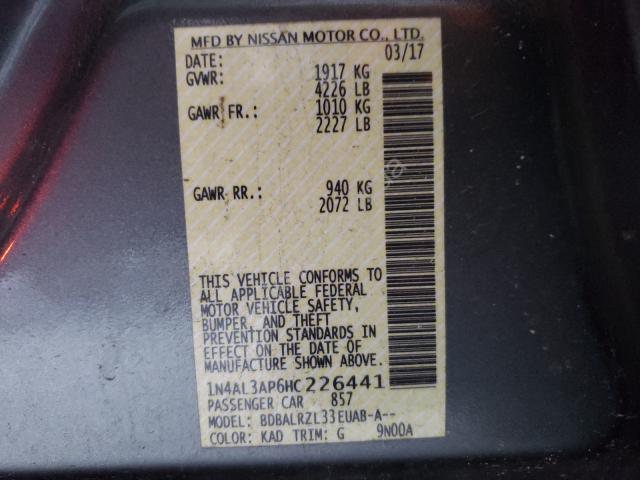 MFD BY NISSAN MOTOR CO., LTD.
DATE: 03/17
GVWR: 1917 KG
4226 LB
GAWR FR.: 1010 KG
2227 LB
GAWR RR.: 940 KG
2072 LB
THIS VEHICLE CONFORMS TO
ALL APPLICABLE FEDERAL
MOTOR VEHICLE SAFETY,
BUMPER, AND THEFT
PREVENTION STANDARDS IN
EFFECT ON THE DATE OF
MANUFACTURE SHOWN ABOVE.
1N4AL3AP6HC226441
PASSENGER CAR 857
MODEL: BDBALRZL33EUAB-A--
COLOR: KAD TRIM: G 9N00A